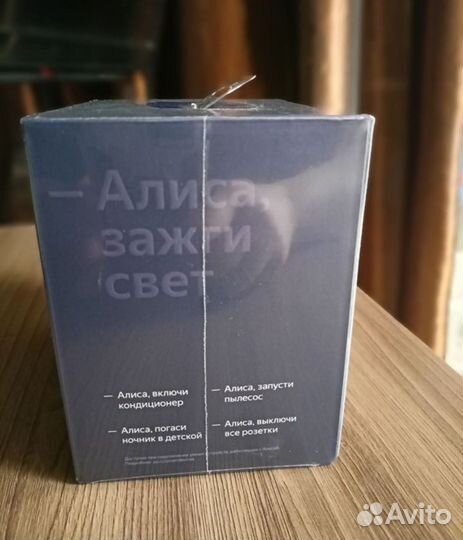 — Алиса,
зажги
свет
— Алиса, включи
кондиционер
— Алиса, запусти
пылесос
— Алиса, погаси
ночник в детской
— Алиса, выключи
все розетки
Avito